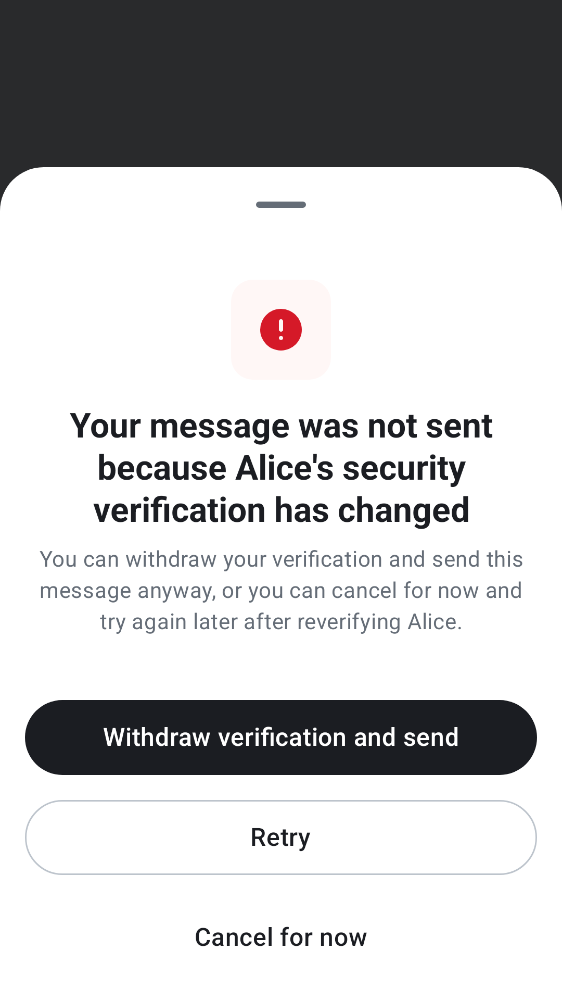 Your message was not sent
because Alice's security
verification has changed
You can withdraw your verification and send this
message anyway, or you can cancel for now and
try again later after reverifying Alice.
Withdraw verification and send
Retry
Cancel for now